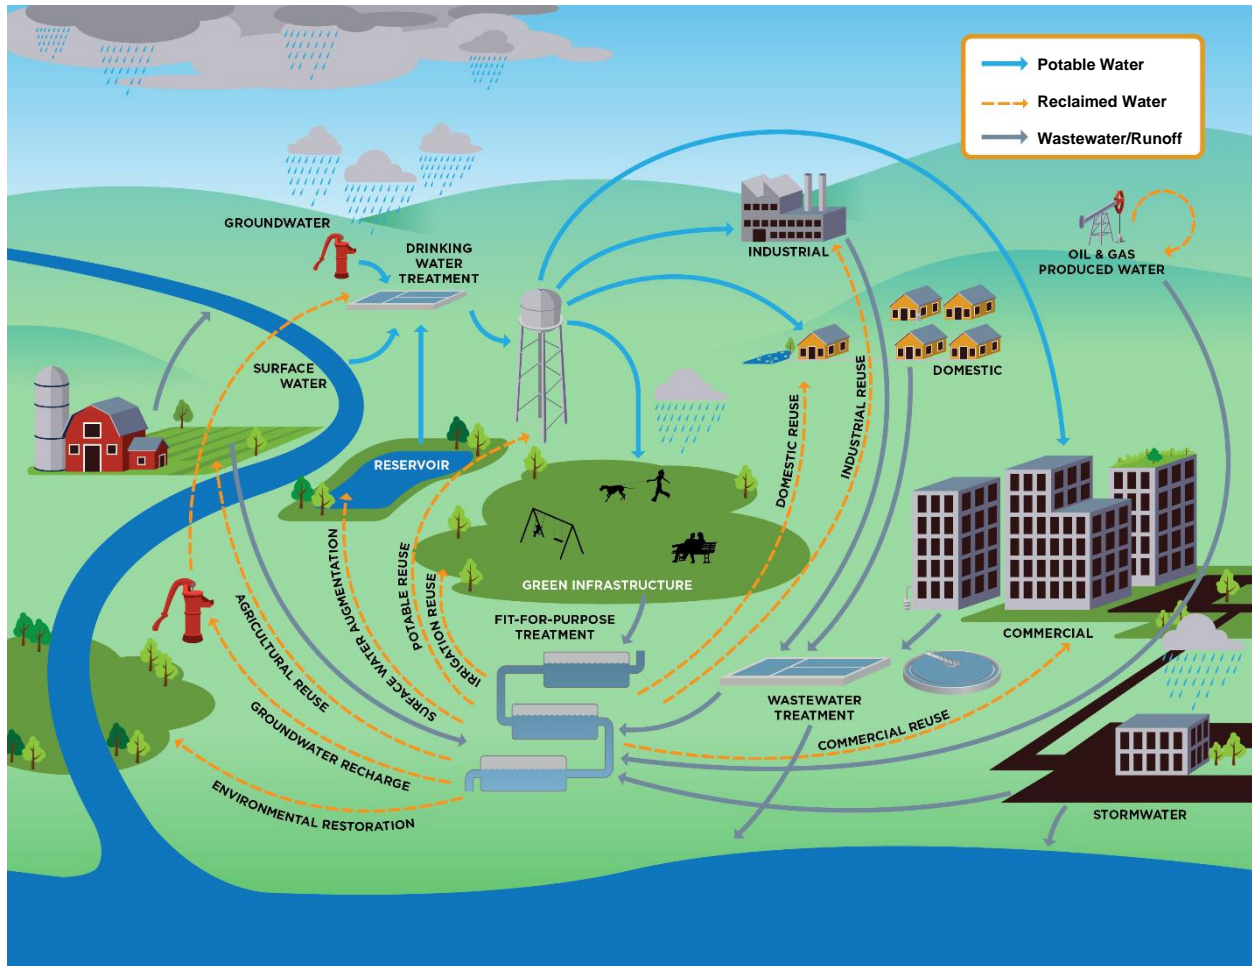 Potable Water
Reclaimed Water
Wastewater/Runoff
GROUNDWATER
DRINKING
WATER
TREATMENT
INDUSTRIAL
OIL & GAS
PRODUCED WATER
SURFACE
WATER
DOMESTIC
RESERVOIR
DOMESTIC REUSE
INDUSTRIAL REUSE
GREEN INFRASTRUCTURE
FIT-FOR-PURPOSE
TREATMENT
POTABLE REUSE
IRRIGATION REUSE
SURFACE WATER AUGMENTATION
AGRICULTURAL REUSE
GROUNDWATER RECHARGE
ENVIRONMENTAL RESTORATION
COMMERCIAL
WASTEWATER
TREATMENT
COMMERCIAL REUSE
STORMWATER